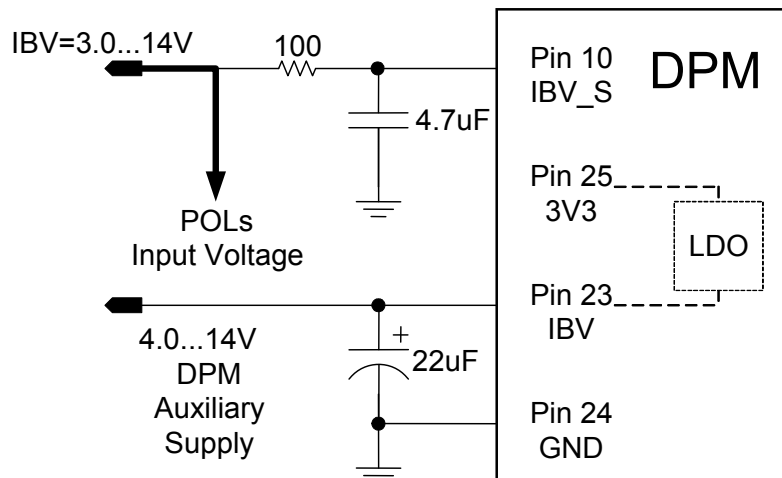 IBV=3.0...14V
100
Pin 10
IBV_S
DPM
4.7uF
POLs
Input Voltage
Pin 25
3V3
LDO
Pin 23
IBV
4.0...14V
DPM
Auxiliary
Supply
+
22uF
Pin 24
GND